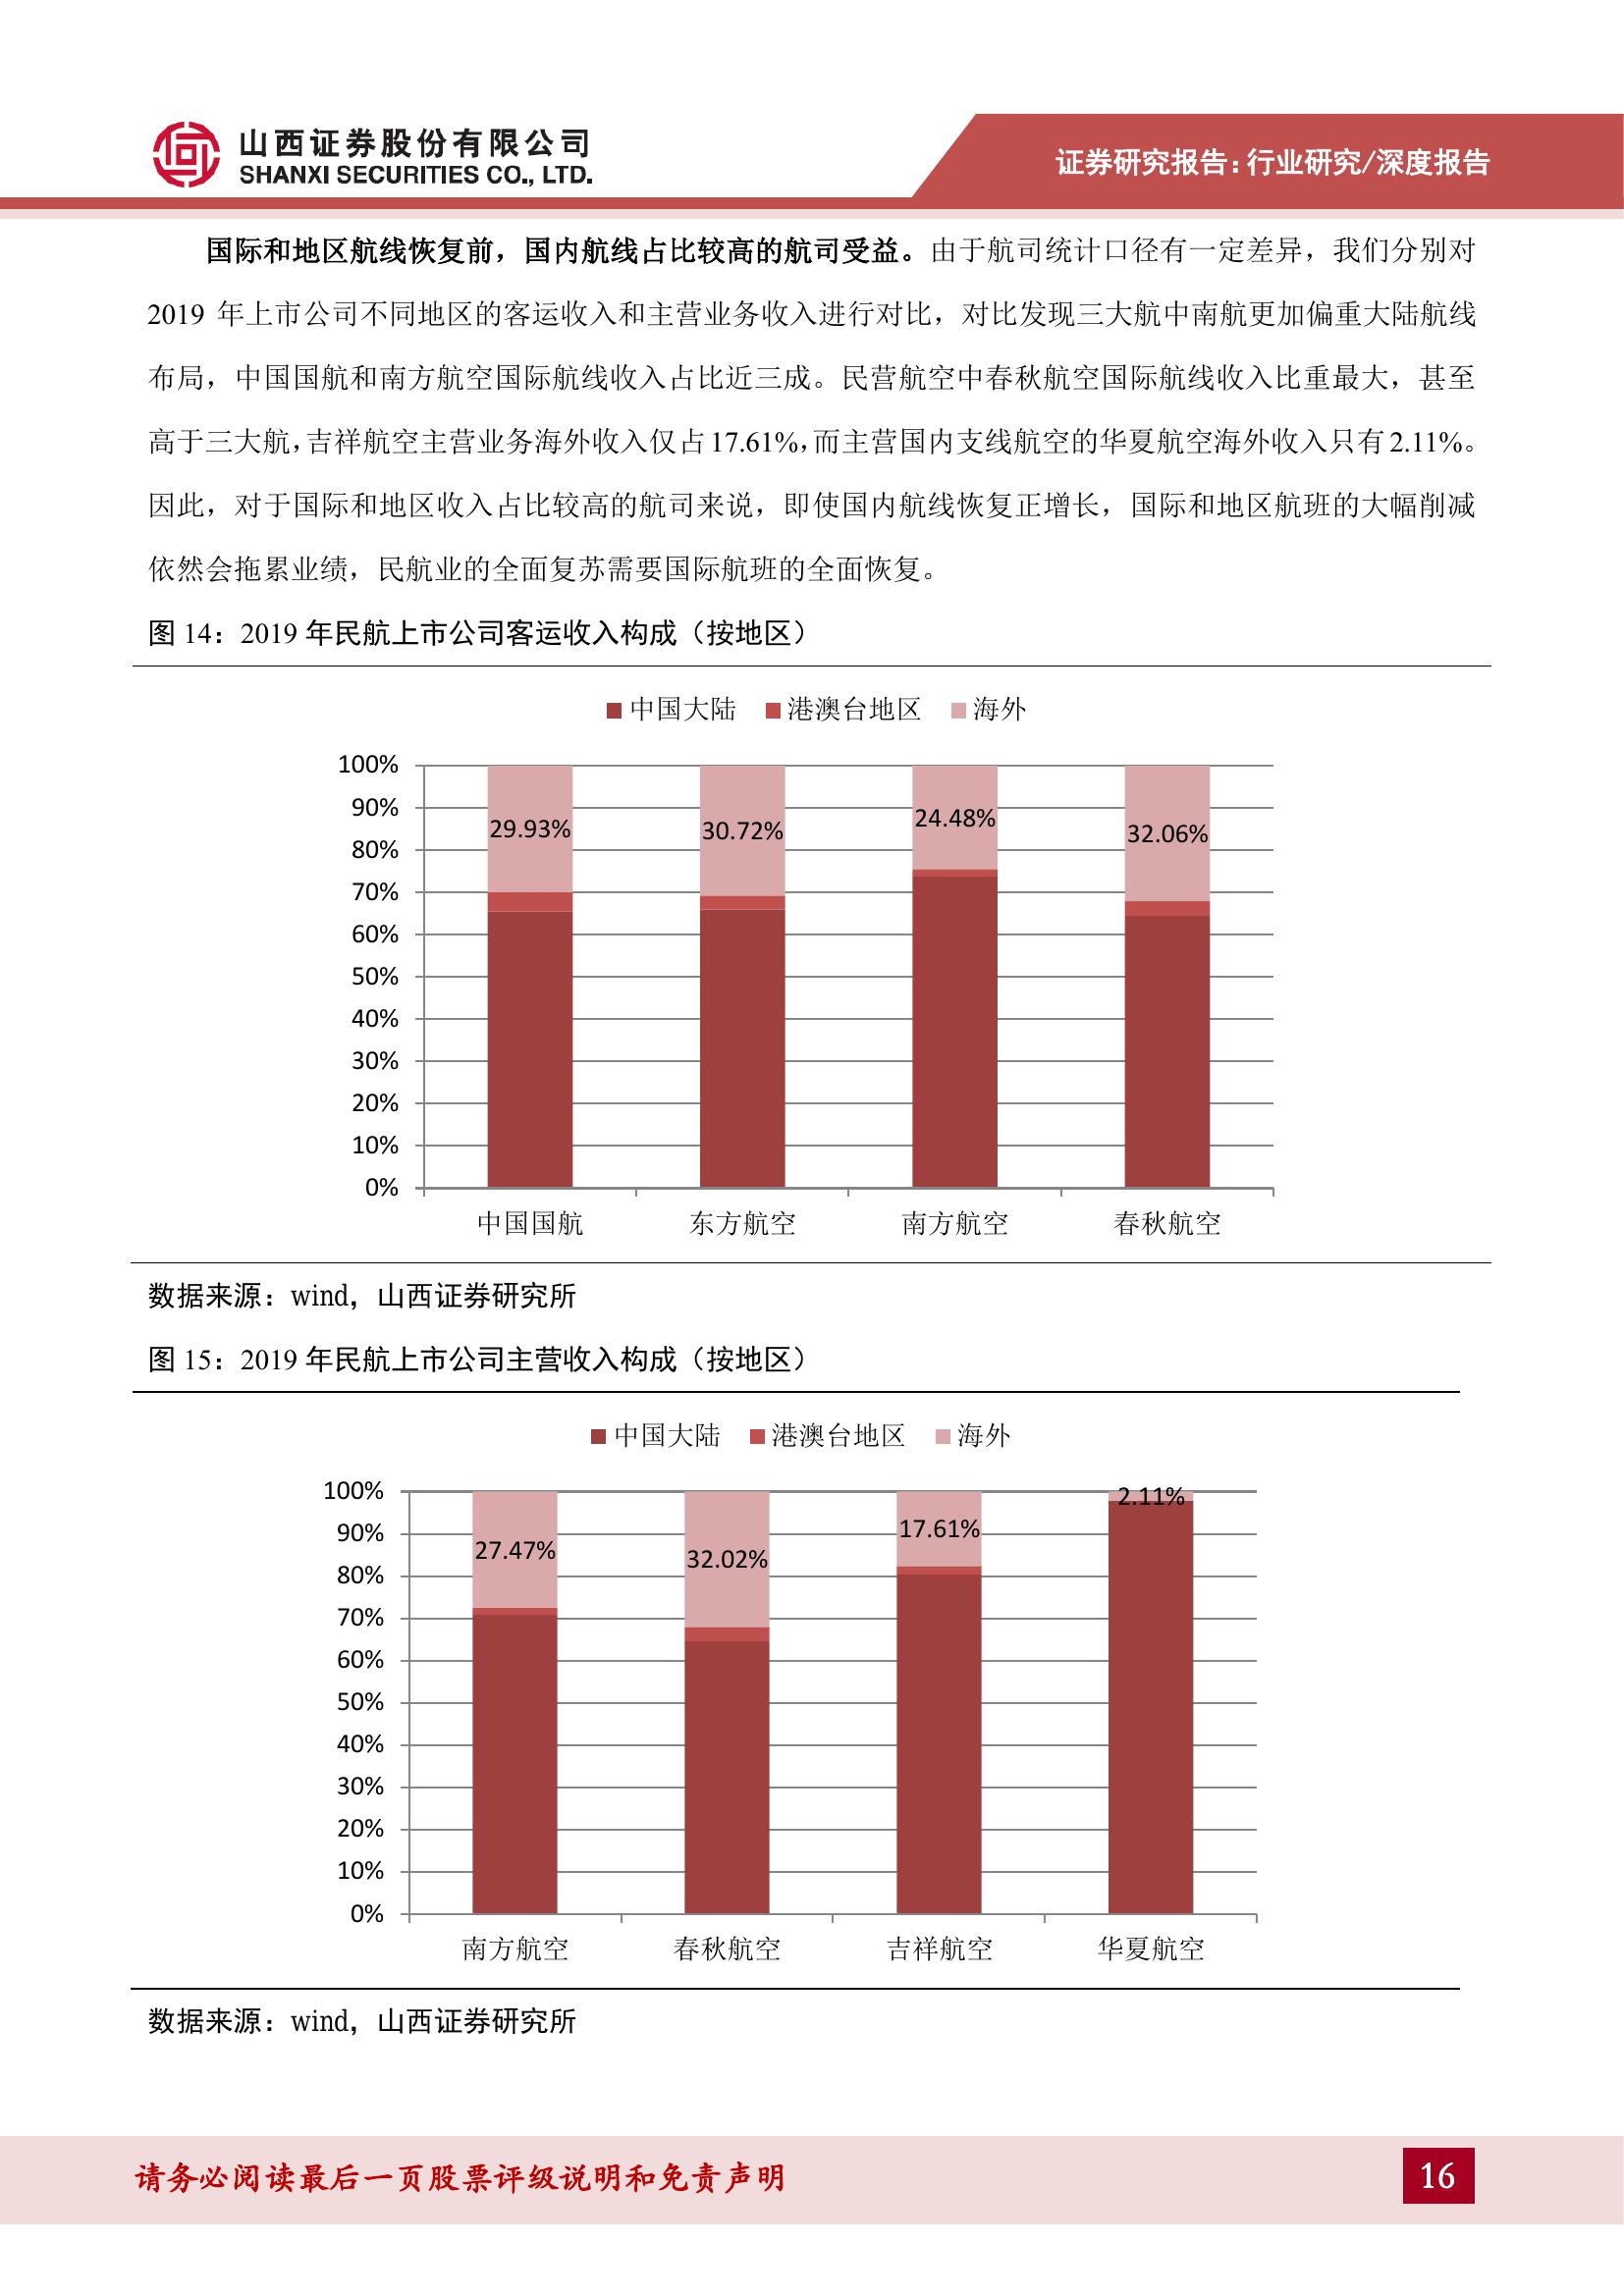 山西证券股份有限公司
SHANXI SECURITIES CO., LTD.
证券研究报告:行业研究/深度报告
国际和地区航线恢复前，国内航线占比较高的航司受益。由于航司统计口径有一定差异，我们分别对
2019 年上市公司不同地区的客运收入和主营业务收入进行对比，对比发现三大航中南航更加偏重大陆航线
布局，中国国航和南方航空国际航线收入占比近三成。民营航空中春秋航空国际航线收入比重最大，甚至
高于三大航，吉祥航空主营业务海外收入仅占 17.61%，而主营国内支线航空的华夏航空海外收入只有 2.11%。
因此，对于国际和地区收入占比较高的航司来说，即使国内航线恢复正增长，国际和地区航班的大幅削减
依然会拖累业绩，民航业的全面复苏需要国际航班的全面恢复。
图 14：2019 年民航上市公司客运收入构成（按地区）
中国大陆 港澳台地区 海外
100%
90%
80%
70%
60%
50%
40%
30%
20%
10%
0%
29.93% 30.72% 24.48% 32.06%
中国国航 东方航空 南方航空 春秋航空
数据来源：wind，山西证券研究所
图 15：2019 年民航上市公司主营收入构成（按地区）
中国大陆 港澳台地区 海外
100%
90%
80%
70%
60%
50%
40%
30%
20%
10%
0%
27.47% 32.02% 17.61% 2.11%
南方航空 春秋航空 吉祥航空 华夏航空
数据来源：wind，山西证券研究所
请务必阅读最后一页股票评级说明和免责声明
16